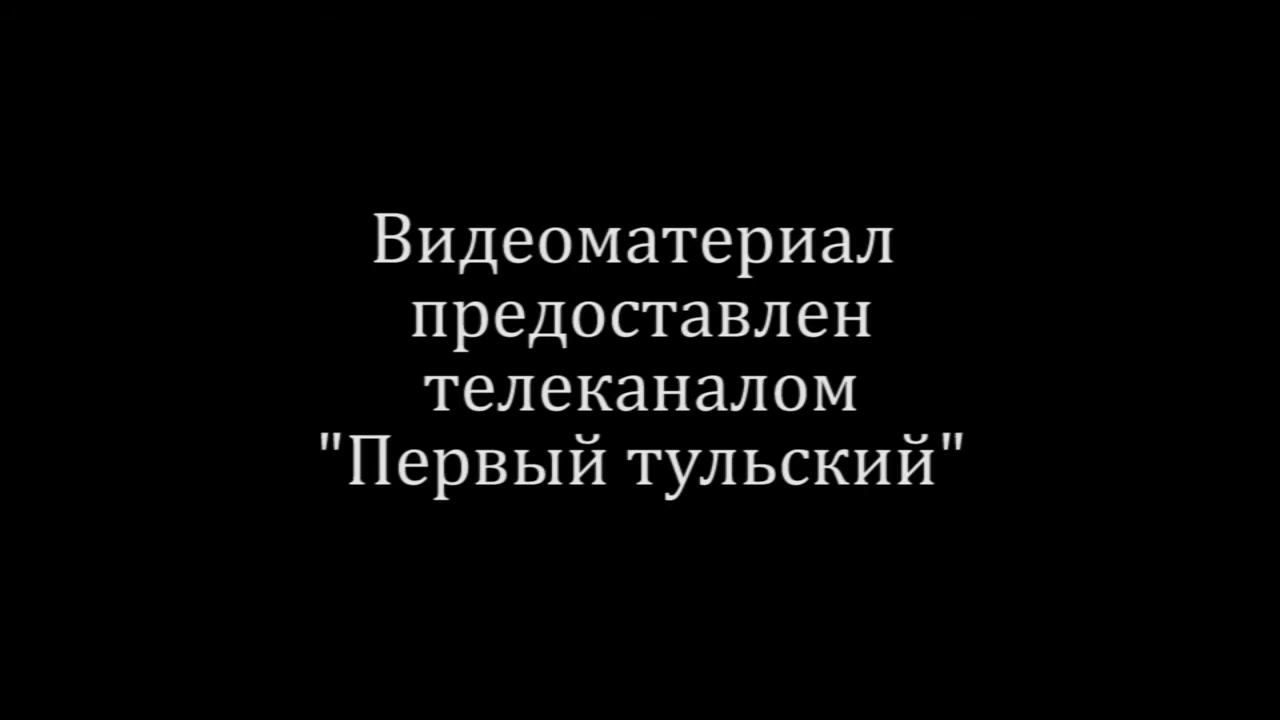 Видеоматериал
предоставлен
телеканалом
"Первый тульский"